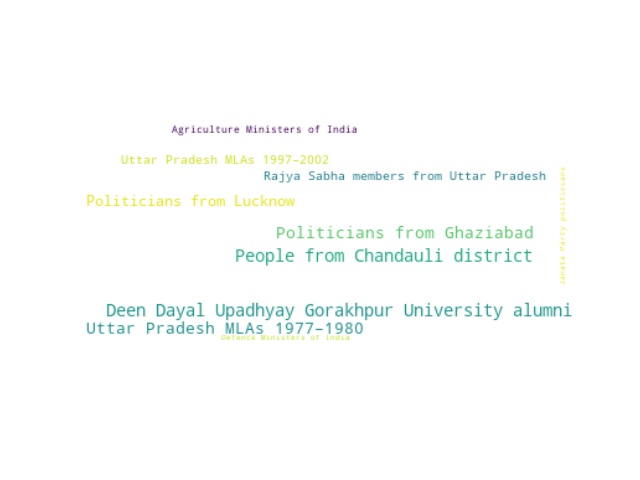 Agriculture Ministers of India
Uttar Pradesh MLAs 1997–2002
Rajya Sabha members from Uttar Pradesh
Janata Party politicians
Politicians from Lucknow
Politicians from Ghaziabad
People from Chandauli district
Deen Dayal Upadhyay Gorakhpur University alumni
Uttar Pradesh MLAs 1977–1980
Defence Ministers of India